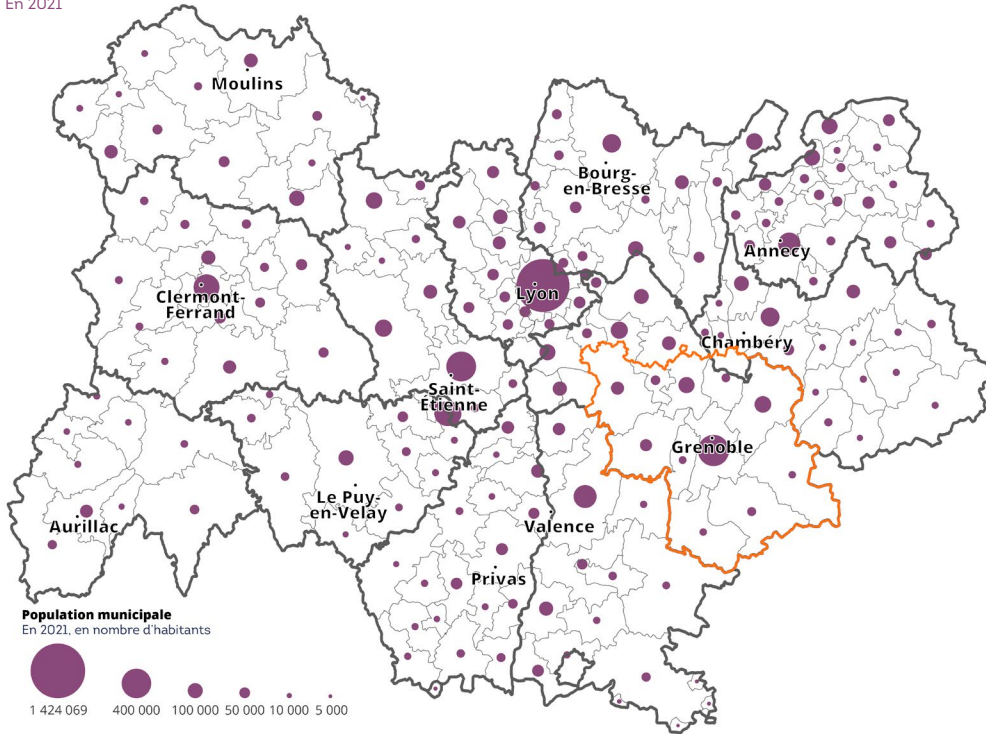 En 2021
Moulins
Bourg-
en-Bresse
Annecy
Clermont-
Ferrand
Lyon
Chambéry
Saint-
Étienne
Grenoble
Le Puy-
en-Velay
Aurillac
Valence
Privas
Population municipale
En 2021, en nombre d'habitants
1 424 069 400 000 100 000 50 000 10 000 5 000